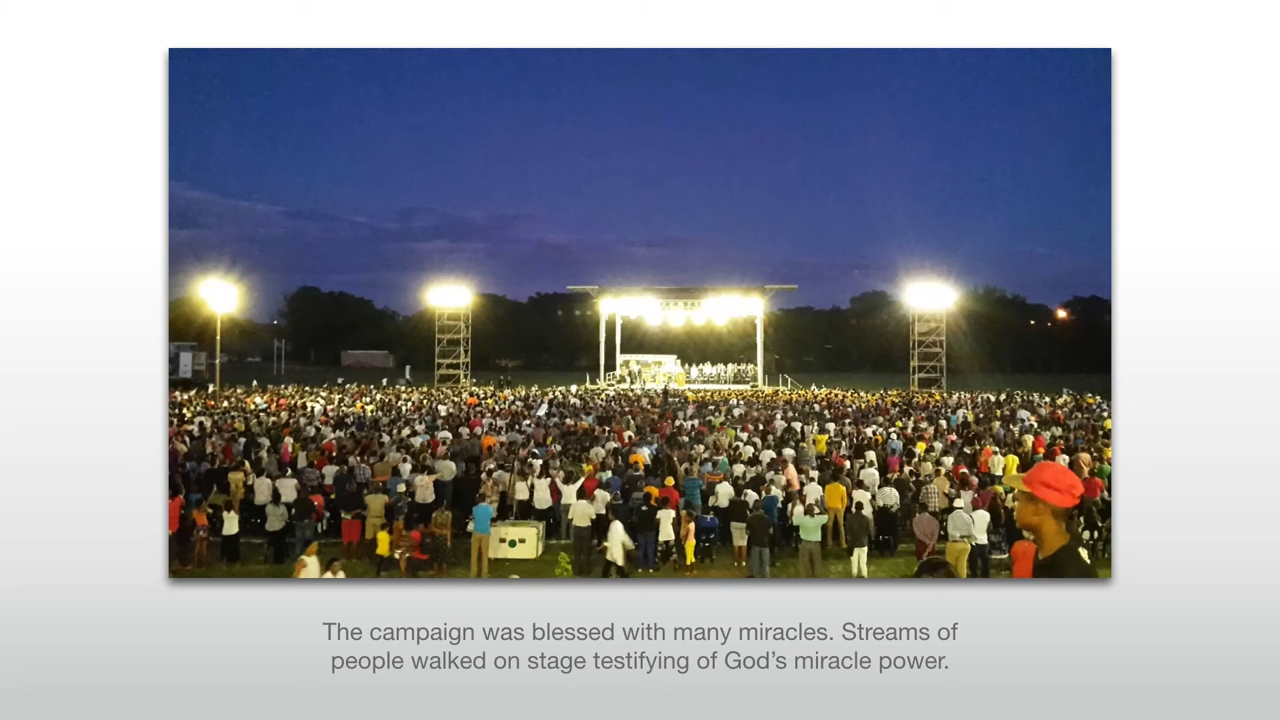 The campaign was blessed with many miracles. Streams of
people walked on stage testifying of God’s miracle power.